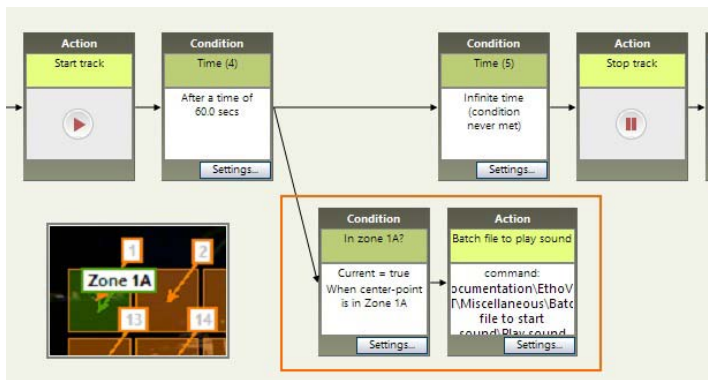 Action
Start track
Condition
Time (4)
After a time of
60.0 secs
Settings...
Condition
Time (5)
Infinite time
(condition
never met)
Settings...
Action
Stop track
Condition
In zone 1A?
Current = true
When center-point
is in Zone 1A
Settings...
Action
Batch file to play sound
command:
ocumentation\EthoV
T\Miscellaneous\Batc
file to start
sound\Play sound
Settings...
1
2
Zone 1A
13
14